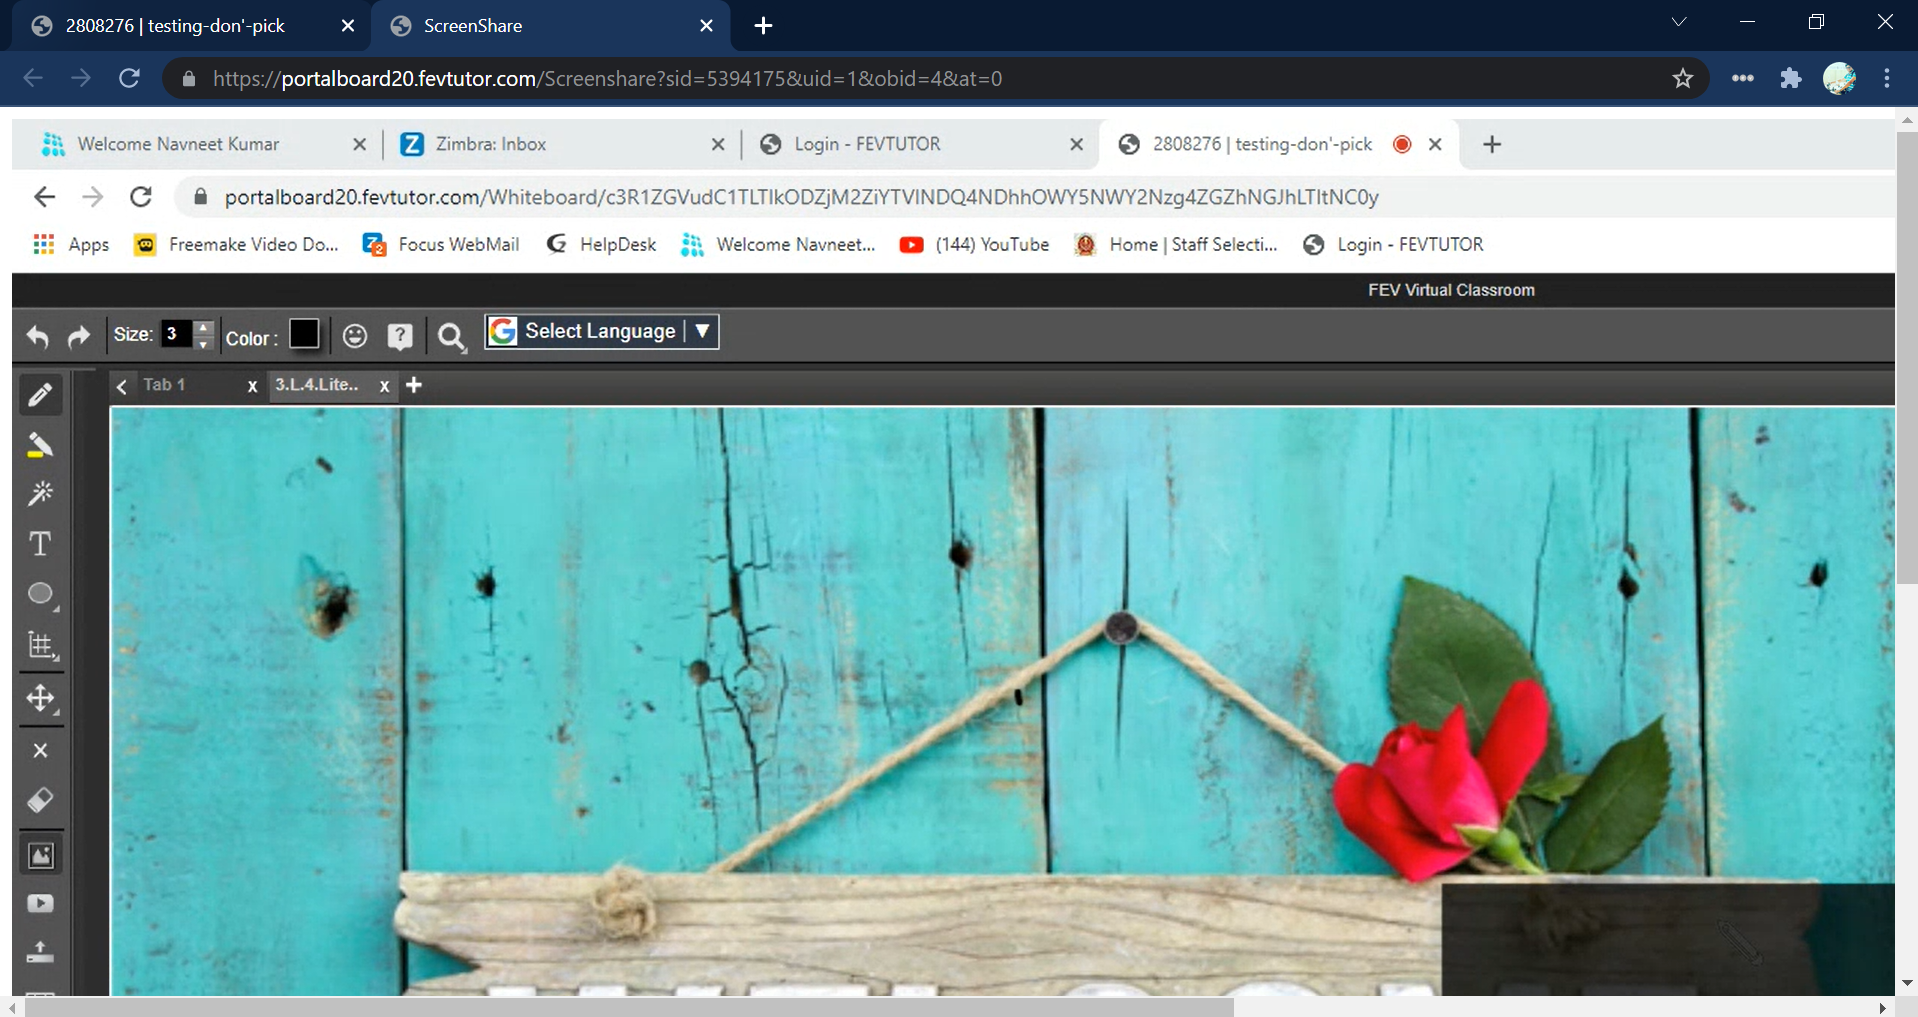 2808276 | testing-don'-pick
ScreenShare
https://portalboard20.fevtutor.com/Screenshare?sid=5394175&uid=1&obid=4&at=0
Welcome Navneet Kumar
Zimbra: Inbox
Login - FEVTUTOR
2808276 | testing-don'-pick
portalboard20.fevtutor.com/Whiteboard/c3R1ZGVudC1TLTIkODZjM2ZiYTVlNDQ4NDhhOWY5NWY2Nzg4ZGZhNGJhLTItNC0y
Apps
Freemake Video Do...
Focus WebMail
HelpDesk
Welcome Navneet...
(144) YouTube
Home | Staff Selecti...
Login - FEVTUTOR
FEV Virtual Classroom
Size: 3
Color :
Select Language
Tab 1 x
3.L.4.Lite.. x